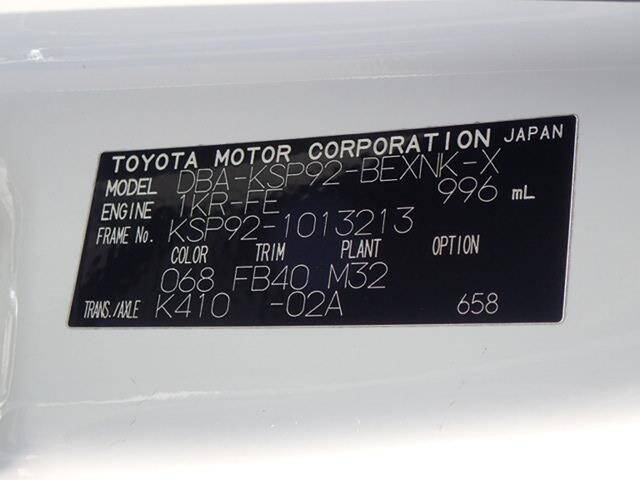 TOYOTA MOTOR CORPORATION JAPAN
MODEL DBA-KSP92-BEXNK-X
ENGINE 1KR-FE 996 mL
FRAME No. KSP92-1013213
COLOR TRIM PLANT OPTION
068 FB40 M32
TRANS./AXLE K410 -02A 658